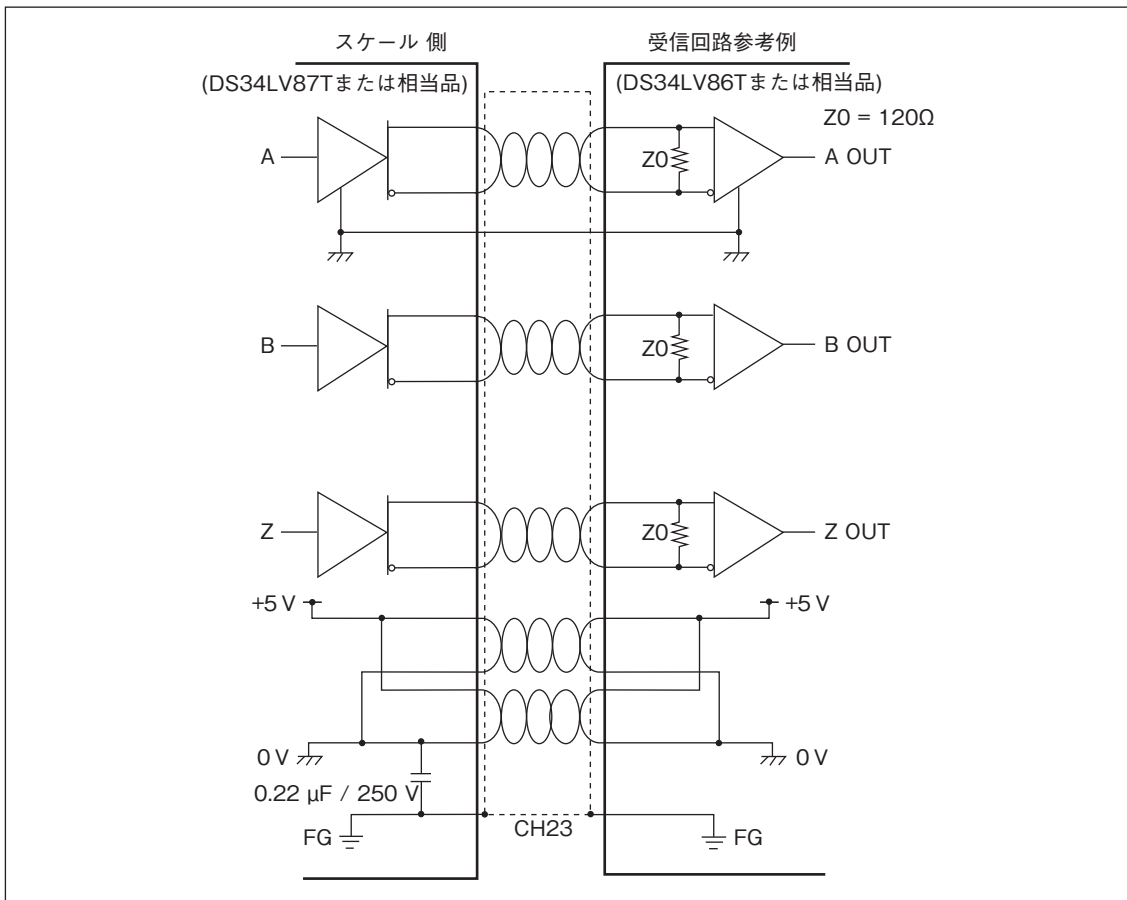 スケール 側
受信回路参考例
(DS34LV87Tまたは相当品)
(DS34LV86Tまたは相当品)
Z0 = 120Ω
A
Z0
A OUT
B
Z0
B OUT
Z
Z0
Z OUT
+5 V
+5 V
0 V
0 V
0.22 μF / 250 V
CH23
FG
FG